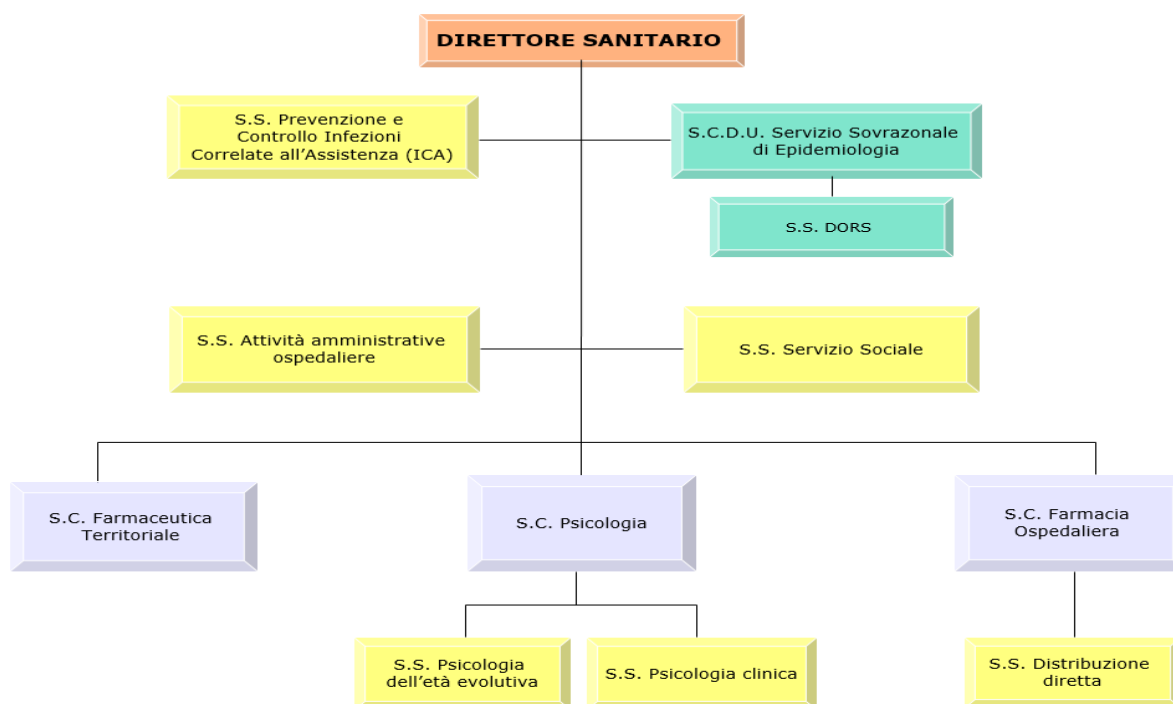 DIRETTORE SANITARIO
S.S. Prevenzione e
Controllo Infezioni
Correlate all'Assistenza (ICA)
S.C.D.U. Servizio Sovrazonale
di Epidemiologia
S.S. DORS
S.S. Attività amministrative
ospedaliere
S.S. Servizio Sociale
S.C. Farmaceutica
Territoriale
S.C. Psicologia
S.C. Farmacia
Ospedaliera
S.S. Psicologia
dell'età evolutiva
S.S. Psicologia clinica
S.S. Distribuzione
diretta